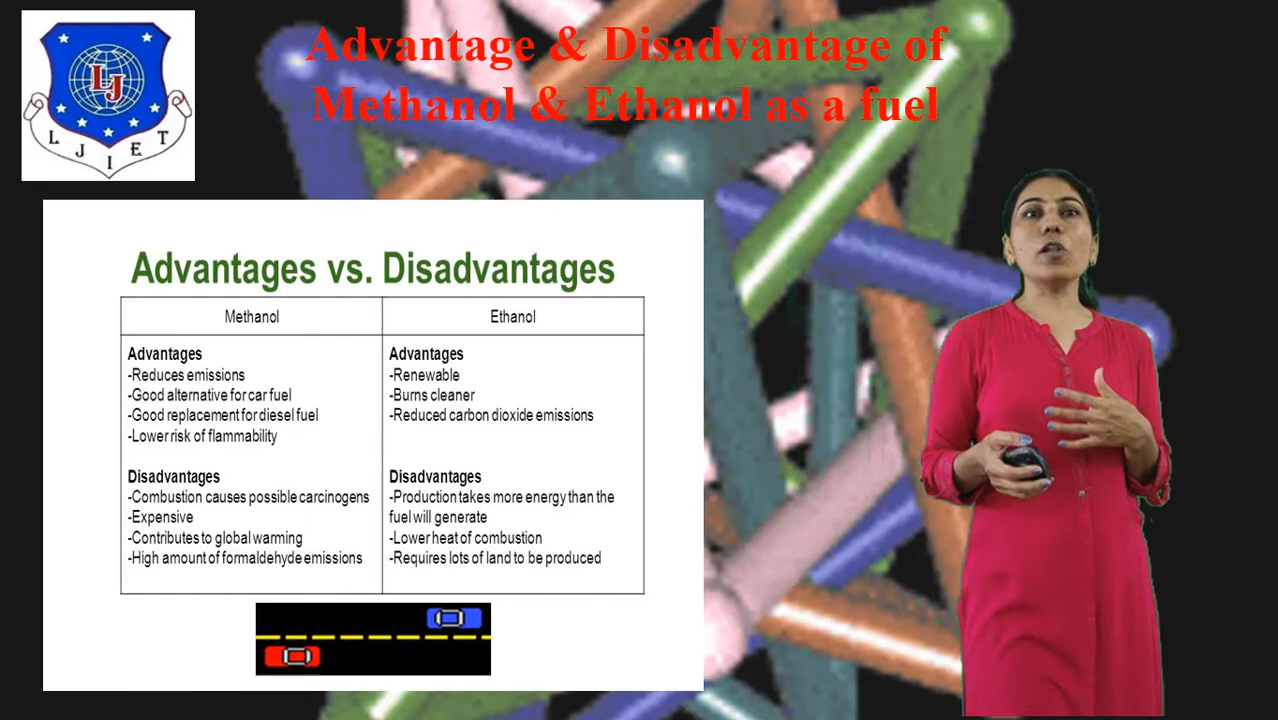 LJ
LJIET
Advantage & Disadvantage of
Methanol & Ethanol as a fuel
Advantages vs. Disadvantages
Methanol
Ethanol
Advantages
-Reduces emissions
-Good alternative for car fuel
-Good replacement for diesel fuel
-Lower risk of flammability
Disadvantages
-Combustion causes possible carcinogens
-Expensive
-Contributes to global warming
-High amount of formaldehyde emissions
Advantages
-Renewable
-Burns cleaner
-Reduced carbon dioxide emissions
Disadvantages
-Production takes more energy than the
fuel will generate
-Lower heat of combustion
-Requires lots of land to be produced